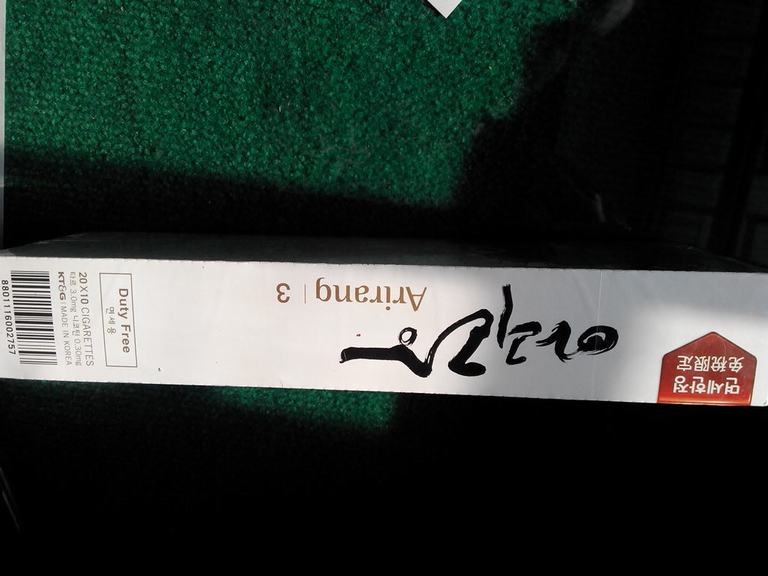 면세한정
免稅限定
아리랑
Arirang | 3
Duty Free
면세용
20 X 10 CIGARETTES
타르 3.0mg 니코틴 0.30mg
KT&G | MADE IN KOREA
8801116002757